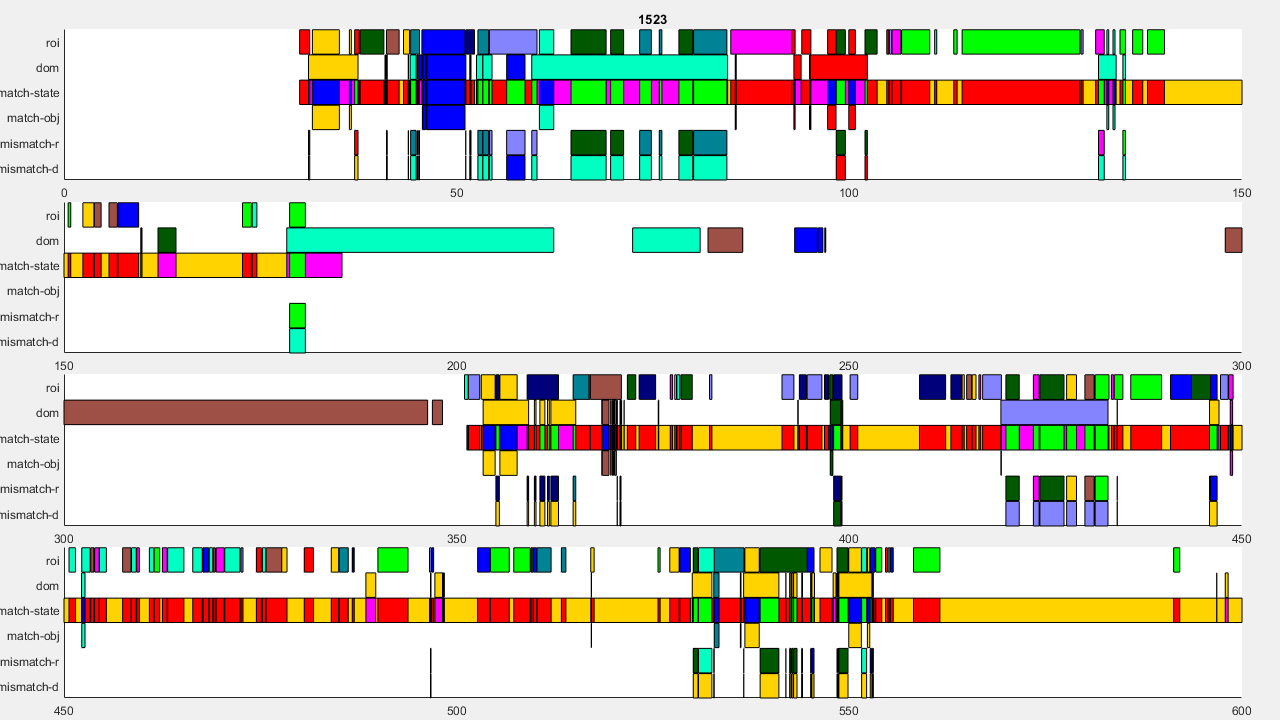 1523
roi
dom
match-state
match-obj
mismatch-r
mismatch-d
0 50 100 150
roi
dom
match-state
match-obj
mismatch-r
mismatch-d
150 200 250 300
roi
dom
match-state
match-obj
mismatch-r
mismatch-d
300 350 400 450
roi
dom
match-state
match-obj
mismatch-r
mismatch-d
450 500 550 600